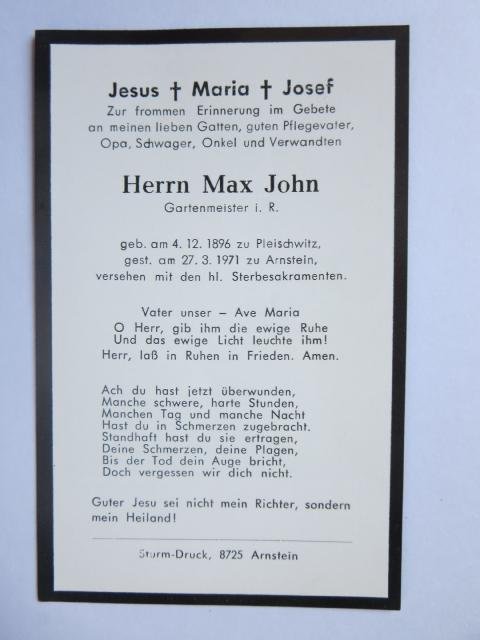 Jesus † Maria † Josef
Zur frommen Erinnerung im Gebete
an meinen lieben Gatten, guten Pflegevater,
Opa, Schwager, Onkel und Verwandten
Herrn Max John
Gartenmeister i. R.
geb. am 4. 12. 1896 zu Pleischwitz,
gest. am 27. 3. 1971 zu Arnstein,
versehen mit den hl. Sterbesakramenten.
Vater unser – Ave Maria
O Herr, gib ihm die ewige Ruhe
Und das ewige Licht leuchte ihm!
Herr, laß in Ruhen in Frieden. Amen.
Ach du hast jetzt überwunden,
Manche schwere, harte Stunden,
Manchen Tag und manche Nacht
Hast du in Schmerzen zugebracht.
Standhaft hast du sie ertragen,
Deine Schmerzen, deine Plagen,
Bis der Tod dein Auge bricht,
Doch vergessen wir dich nicht.
Guter Jesu sei nicht mein Richter, sondern
mein Heiland!
Sturm-Druck, 8725 Arnstein